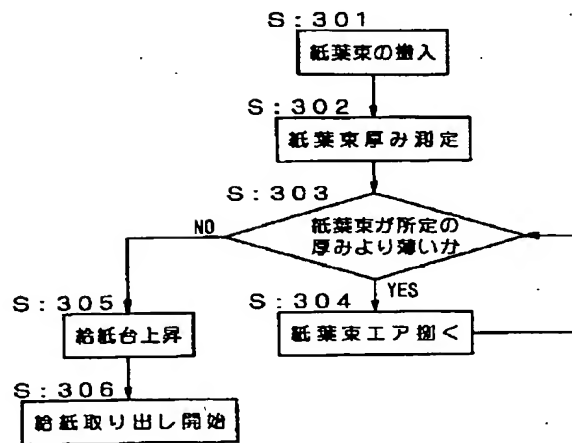 S:301
紙葉束の搬入
S:302
紙葉束厚み測定
S:303
紙葉束が所定の
厚みより薄いか
NO
YES
S:304
紙葉束エア捌く
S:305
給紙台上昇
S:306
給紙取り出し開始